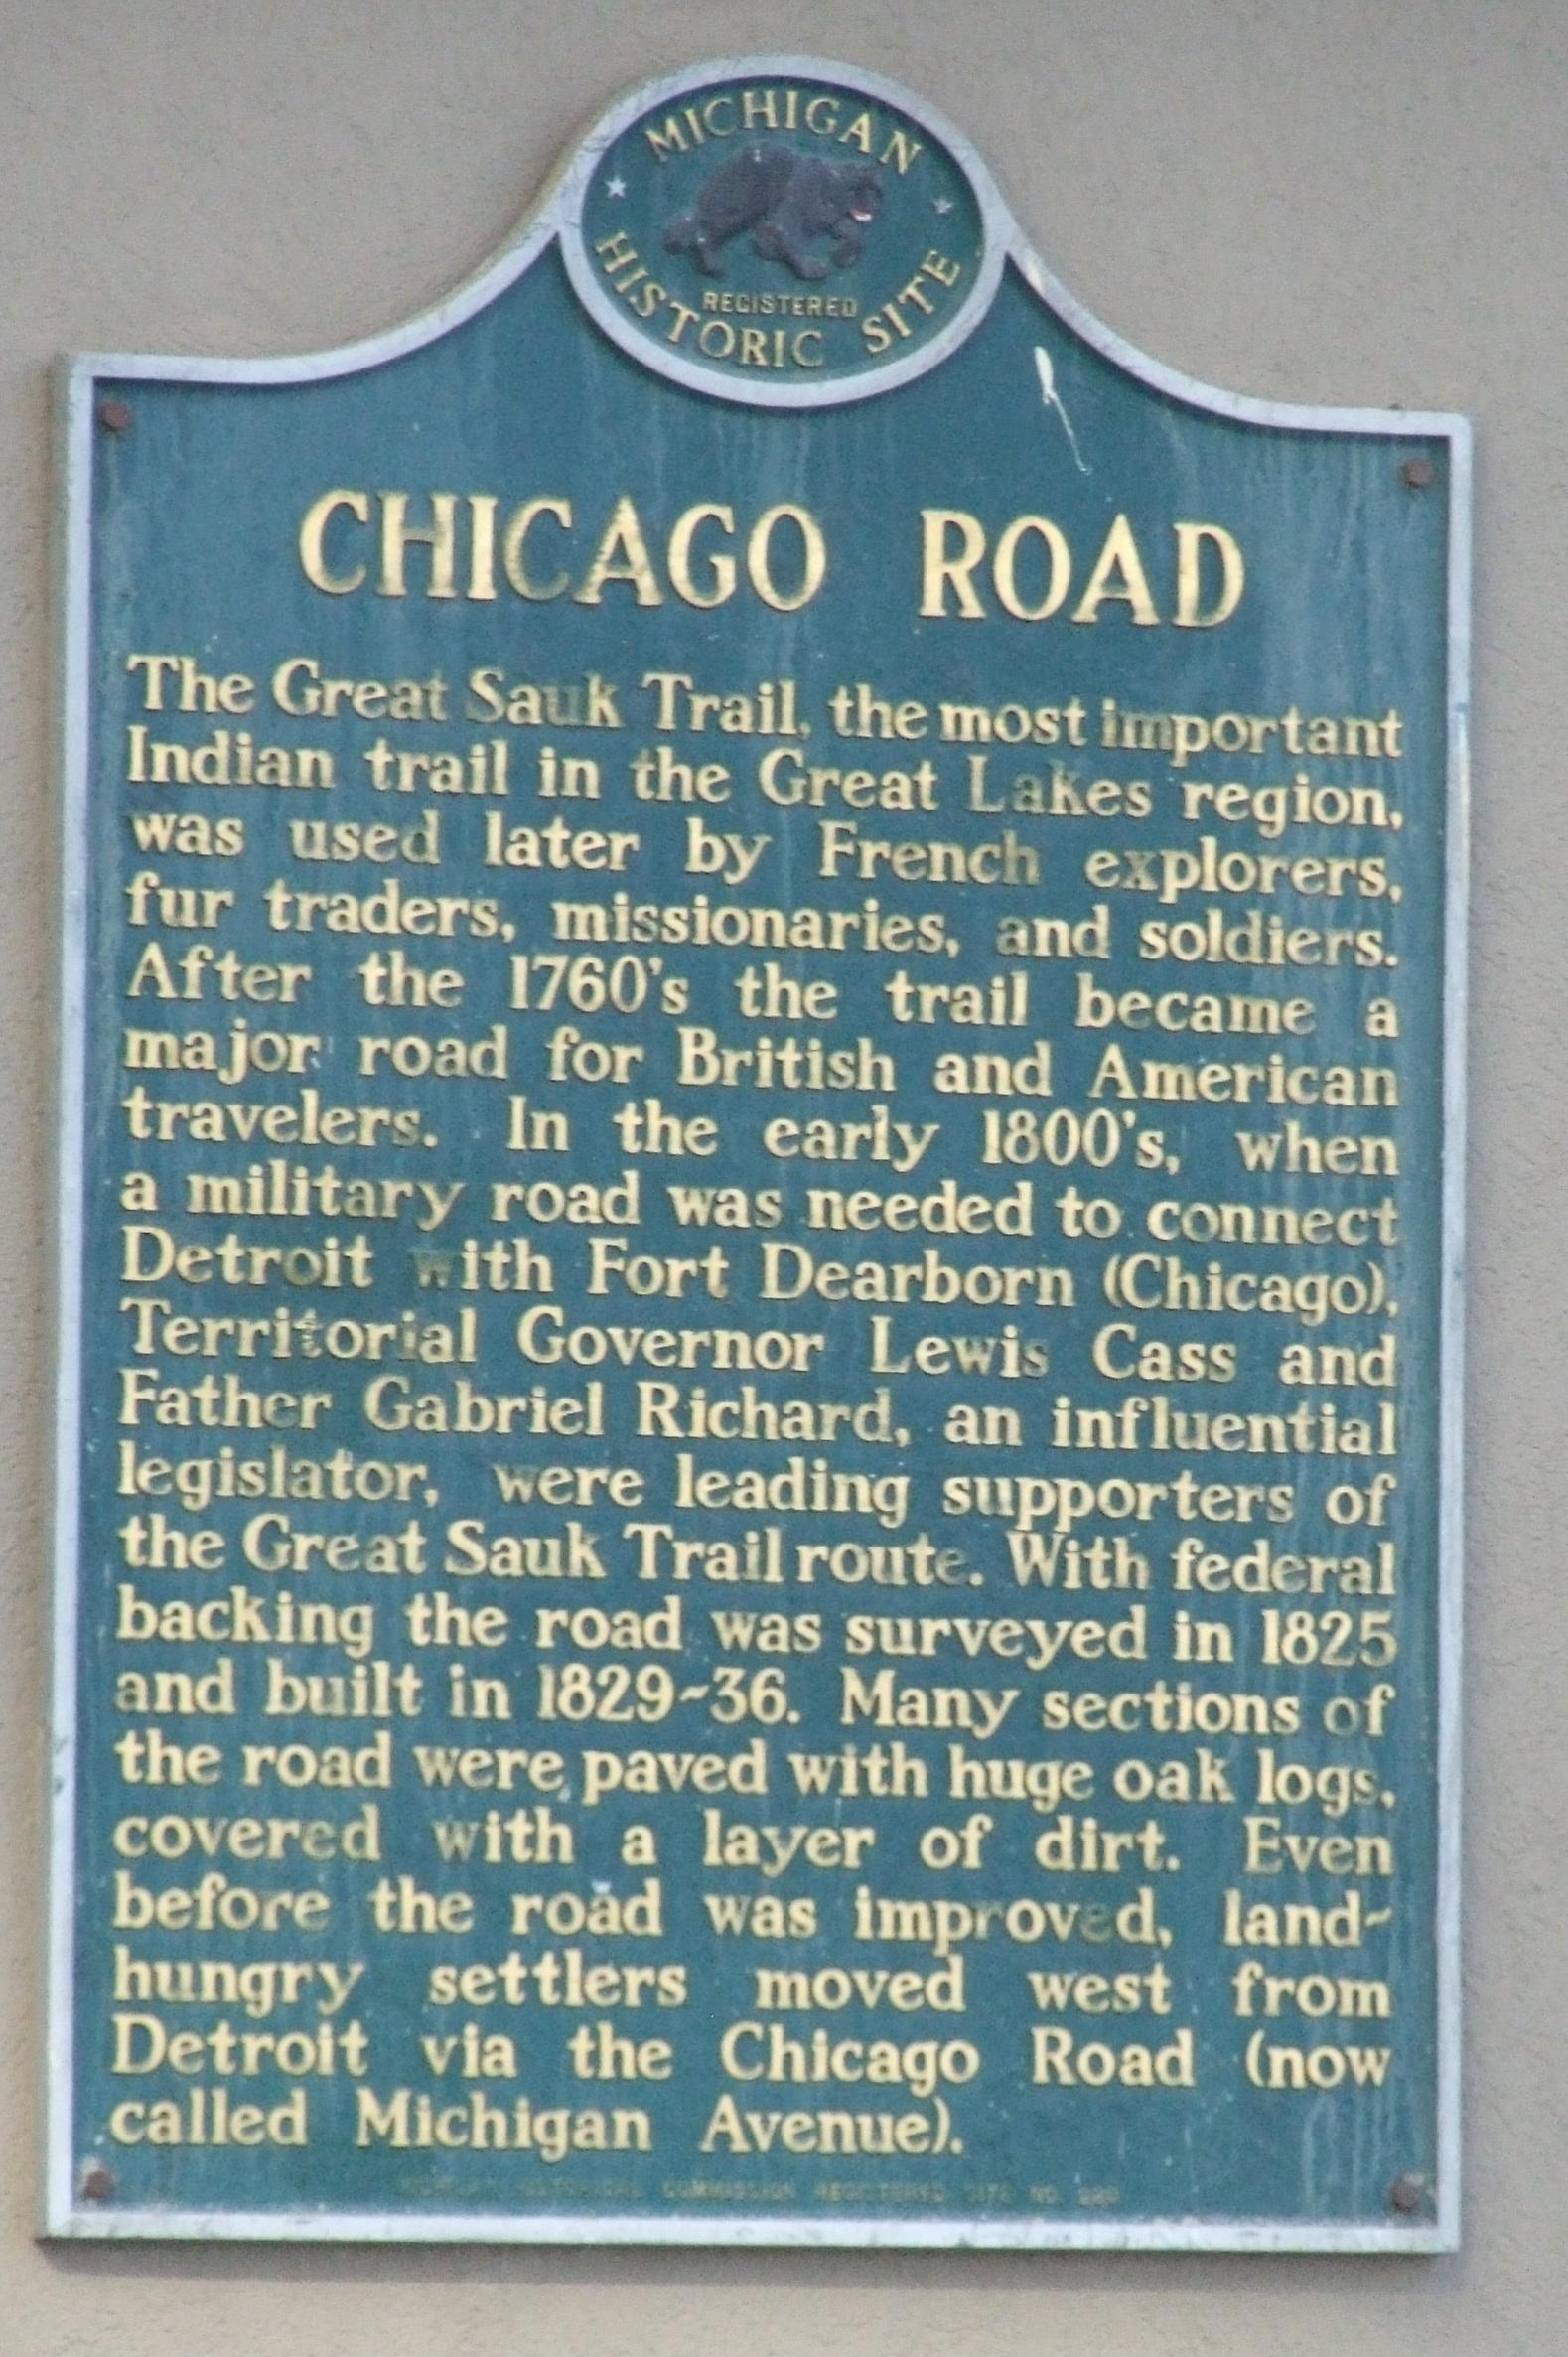 MICHIGAN
REGISTERED
HISTORIC SITE
CHICAGO ROAD
The Great Sauk Trail, the most important
Indian trail in the Great Lakes region,
was used later by French explorers,
fur traders, missionaries, and soldiers.
After the 1760's the trail became a
major road for British and American
travelers. In the early 1800's, when
a military road was needed to connect
Detroit with Fort Dearborn (Chicago),
Territorial Governor Lewis Cass and
Father Gabriel Richard, an influential
legislator, were leading supporters of
the Great Sauk Trail route. With federal
backing the road was surveyed in 1825
and built in 1829-36. Many sections of
the road were paved with huge oak logs,
covered with a layer of dirt. Even
before the road was improved, land-
hungry settlers moved west from
Detroit via the Chicago Road (now
called Michigan Avenue).
COMMISSION REGISTERED SITE NO.